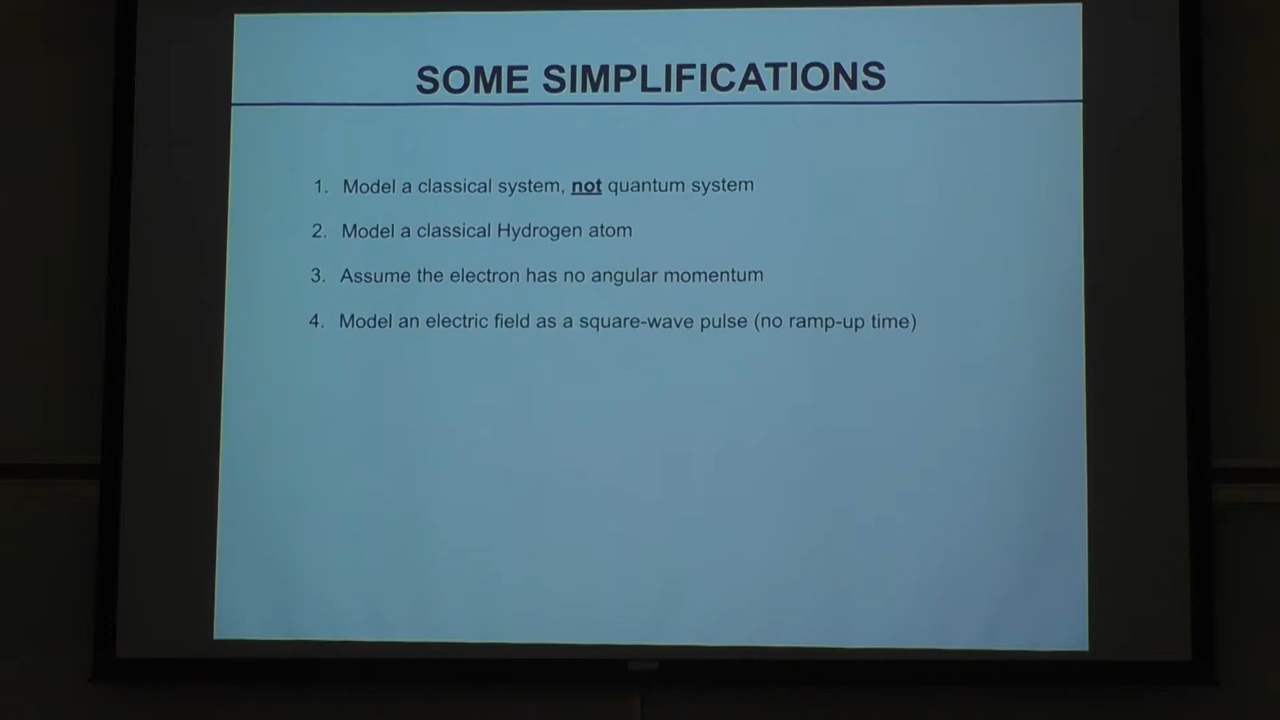 SOME SIMPLIFICATIONS
1. Model a classical system, not quantum system
2. Model a classical Hydrogen atom
3. Assume the electron has no angular momentum
4. Model an electric field as a square-wave pulse (no ramp-up time)